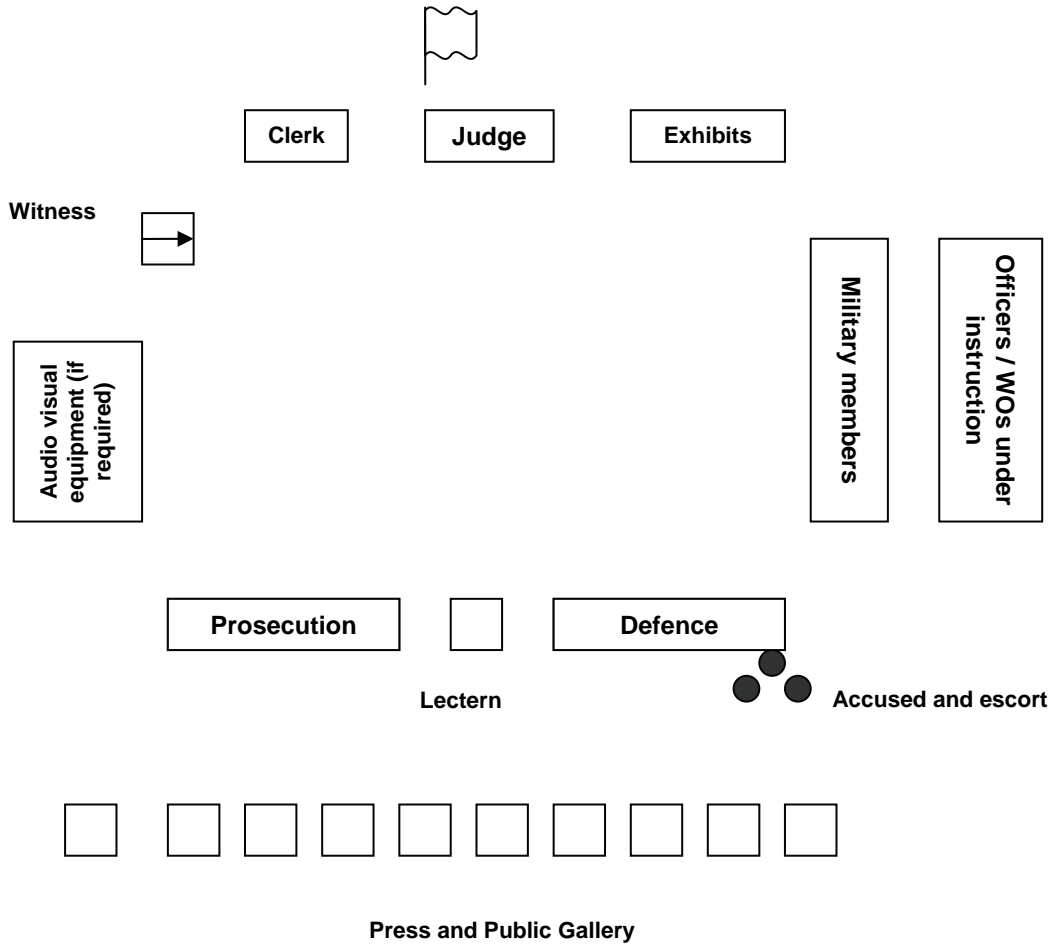 Clerk
Judge
Exhibits
Witness
Military members
Officers / WOs under
instruction
Audio visual
equipment (if
required)
Prosecution
Defence
Lectern
Accused and escort
Press and Public Gallery